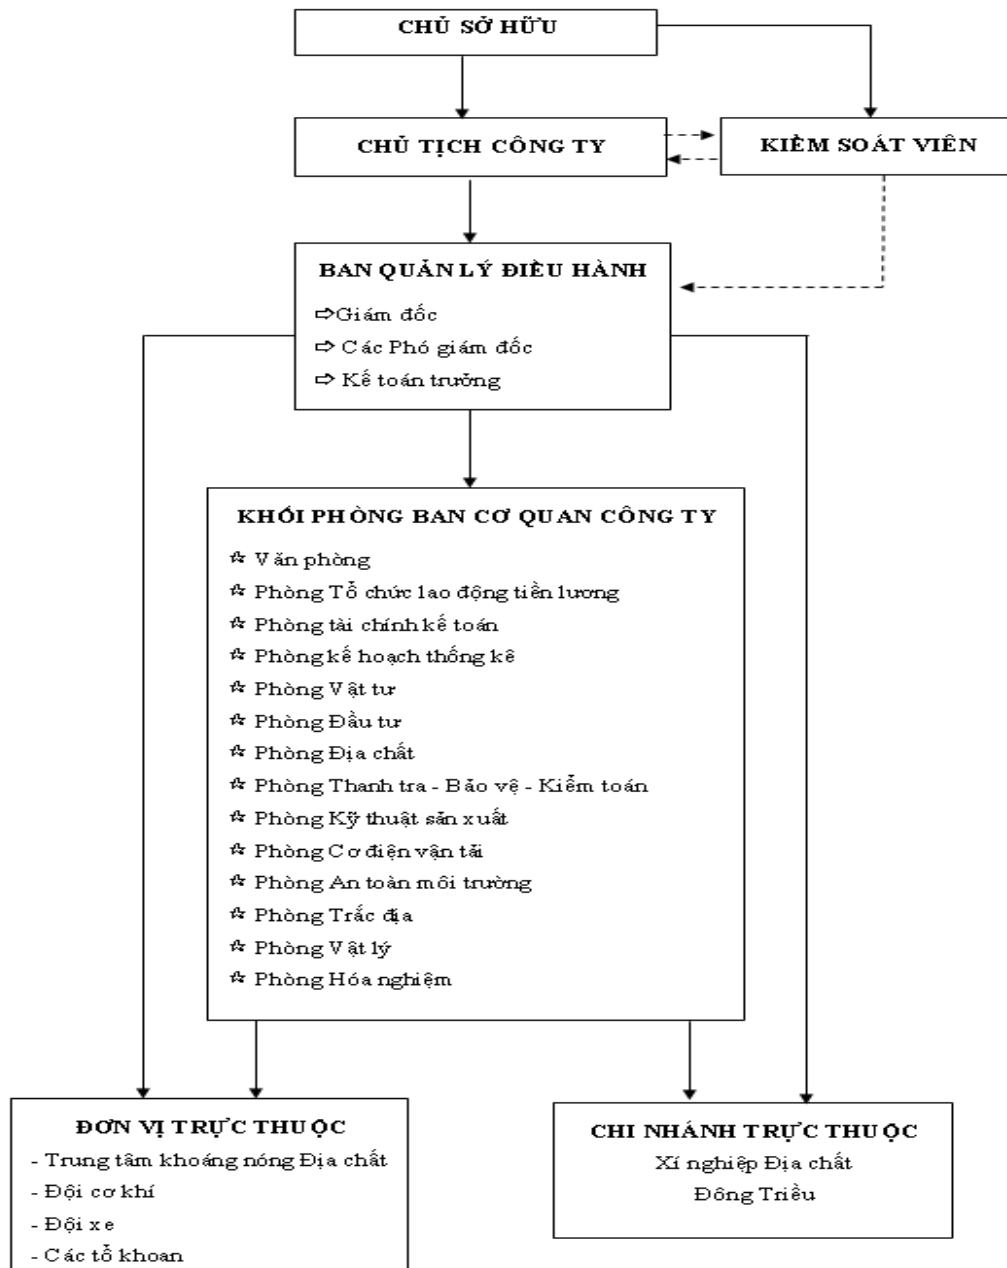 CHỦ SỞ HỮU
CHỦ TỊCH CÔNG TY
KIỂM SOÁT VIÊN
BAN QUẢN LÝ ĐIỀU HÀNH
⇨Giám đốc
⇨ Các Phó giám đốc
⇨ Kế toán trưởng
KHỐI PHÒNG BAN CƠ QUAN CÔNG TY
☆ Văn phòng
☆ Phòng Tổ chức lao động tiền lương
☆ Phòng tài chính kế toán
☆ Phòng kế hoạch thống kê
☆ Phòng Vật tư
☆ Phòng Đầu tư
☆ Phòng Địa chất
☆ Phòng Thanh tra - Bảo vệ - Kiểm toán
☆ Phòng Kỹ thuật sản xuất
☆ Phòng Cơ điện vận tải
☆ Phòng An toàn môi trường
☆ Phòng Trắc địa
☆ Phòng Vật lý
☆ Phòng Hóa nghiệm
ĐƠN VỊ TRỰC THUỘC
- Trung tâm khoáng nóng Địa chất
- Đội cơ khí
- Đội xe
- Các tổ khoan
CHI NHÁNH TRỰC THUỘC
Xí nghiệp Địa chất
Đông Triều